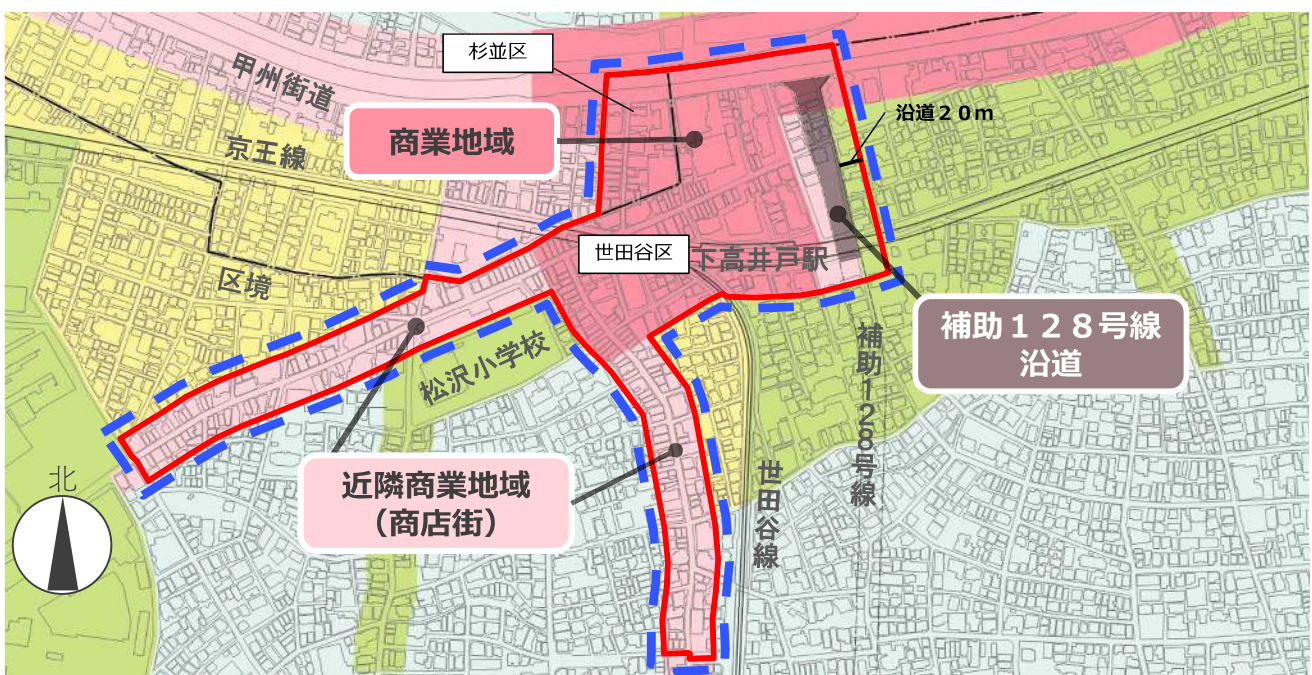 杉並区
甲州街道
商業地域
沿道２０ｍ
京王線
世田谷区
下高井戸駅
区境
補助１２８号線
沿道
松沢小学校
補助128号線
近隣商業地域
（商店街）
世田谷線
北